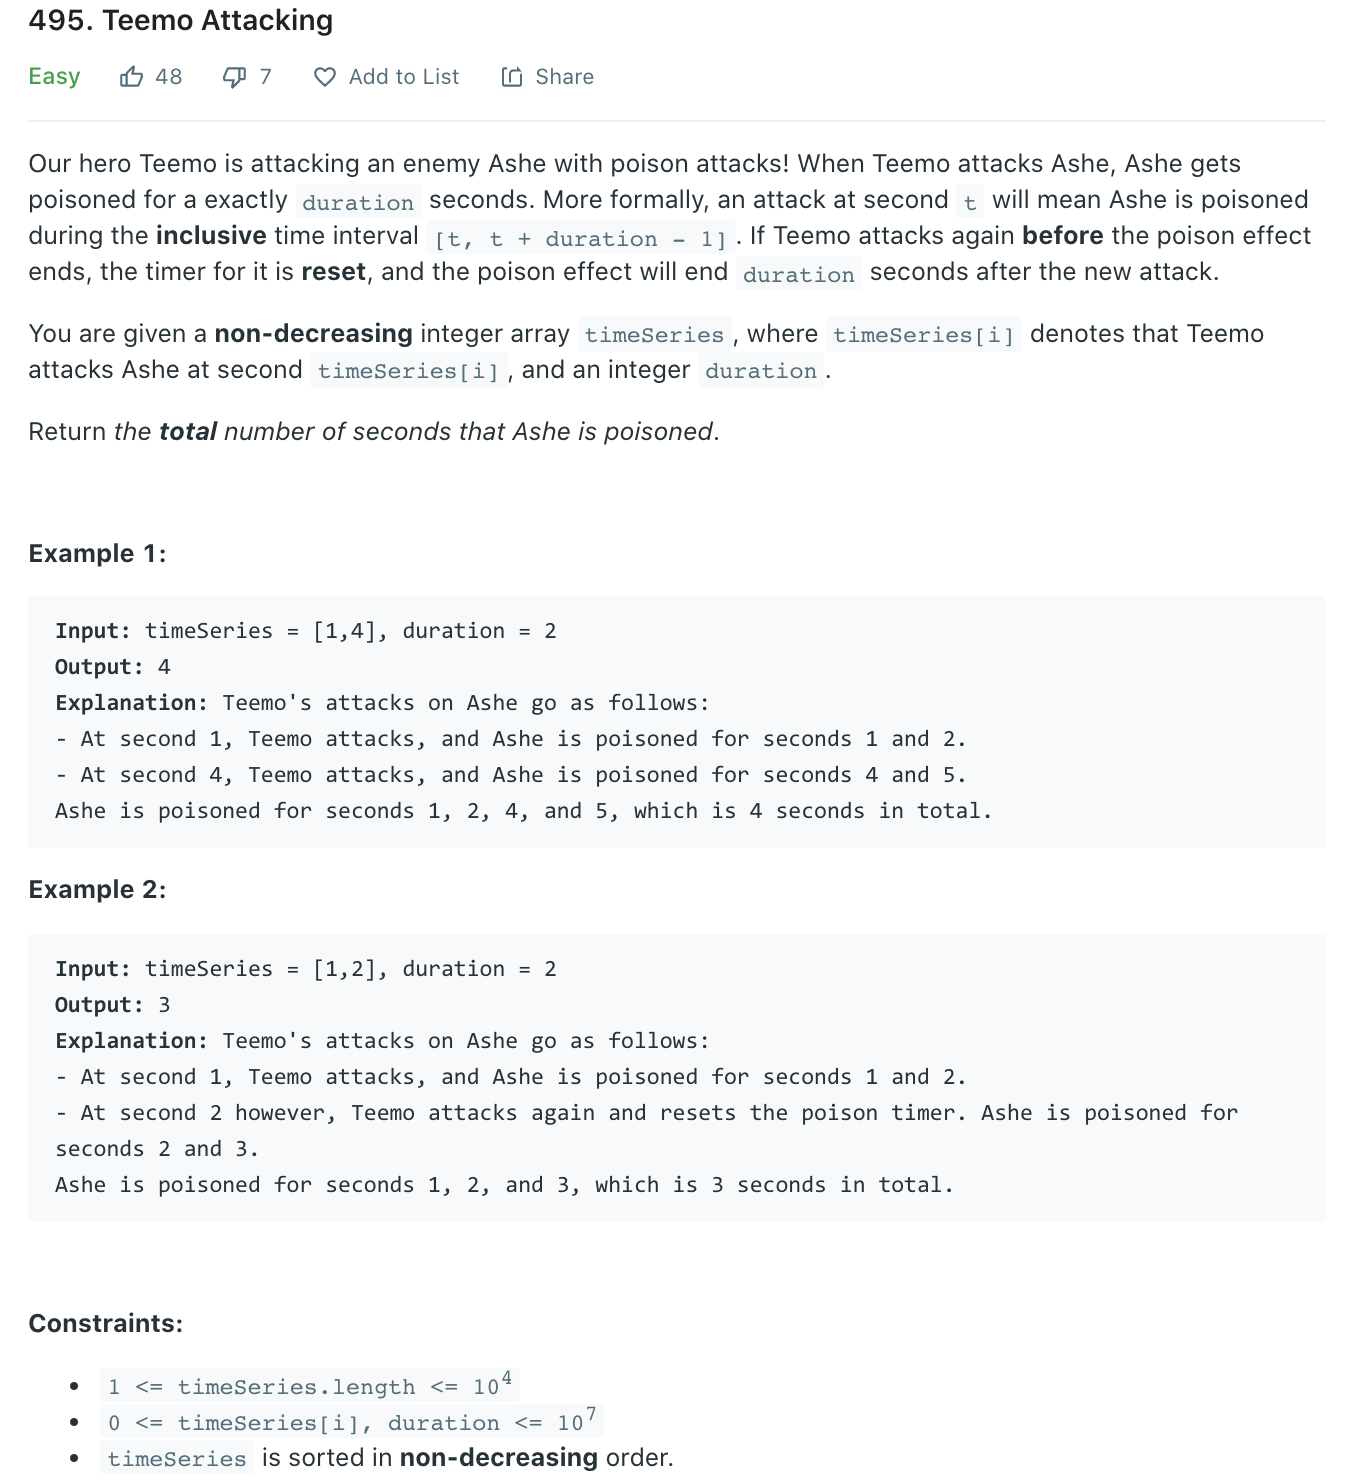 495. Teemo Attacking
Easy 48 7 Add to List Share
Our hero Teemo is attacking an enemy Ashe with poison attacks! When Teemo attacks Ashe, Ashe gets
poisoned for a exactly duration seconds. More formally, an attack at second t will mean Ashe is poisoned
during the inclusive time interval [t, t + duration - 1]. If Teemo attacks again before the poison effect
ends, the timer for it is reset, and the poison effect will end duration seconds after the new attack.
You are given a non-decreasing integer array timeSeries, where timeSeries[i] denotes that Teemo
attacks Ashe at second timeSeries[i], and an integer duration.
Return the total number of seconds that Ashe is poisoned.
Example 1:
Input: timeSeries = [1,4], duration = 2
Output: 4
Explanation: Teemo's attacks on Ashe go as follows:
- At second 1, Teemo attacks, and Ashe is poisoned for seconds 1 and 2.
- At second 4, Teemo attacks, and Ashe is poisoned for seconds 4 and 5.
Ashe is poisoned for seconds 1, 2, 4, and 5, which is 4 seconds in total.
Example 2:
Input: timeSeries = [1,2], duration = 2
Output: 3
Explanation: Teemo's attacks on Ashe go as follows:
- At second 1, Teemo attacks, and Ashe is poisoned for seconds 1 and 2.
- At second 2 however, Teemo attacks again and resets the poison timer. Ashe is poisoned for
seconds 2 and 3.
Ashe is poisoned for seconds 1, 2, and 3, which is 3 seconds in total.
Constraints:
• 1 <= timeSeries.length <= 10⁴
• 0 <= timeSeries[i], duration <= 10⁷
• timeSeries is sorted in non-decreasing order.